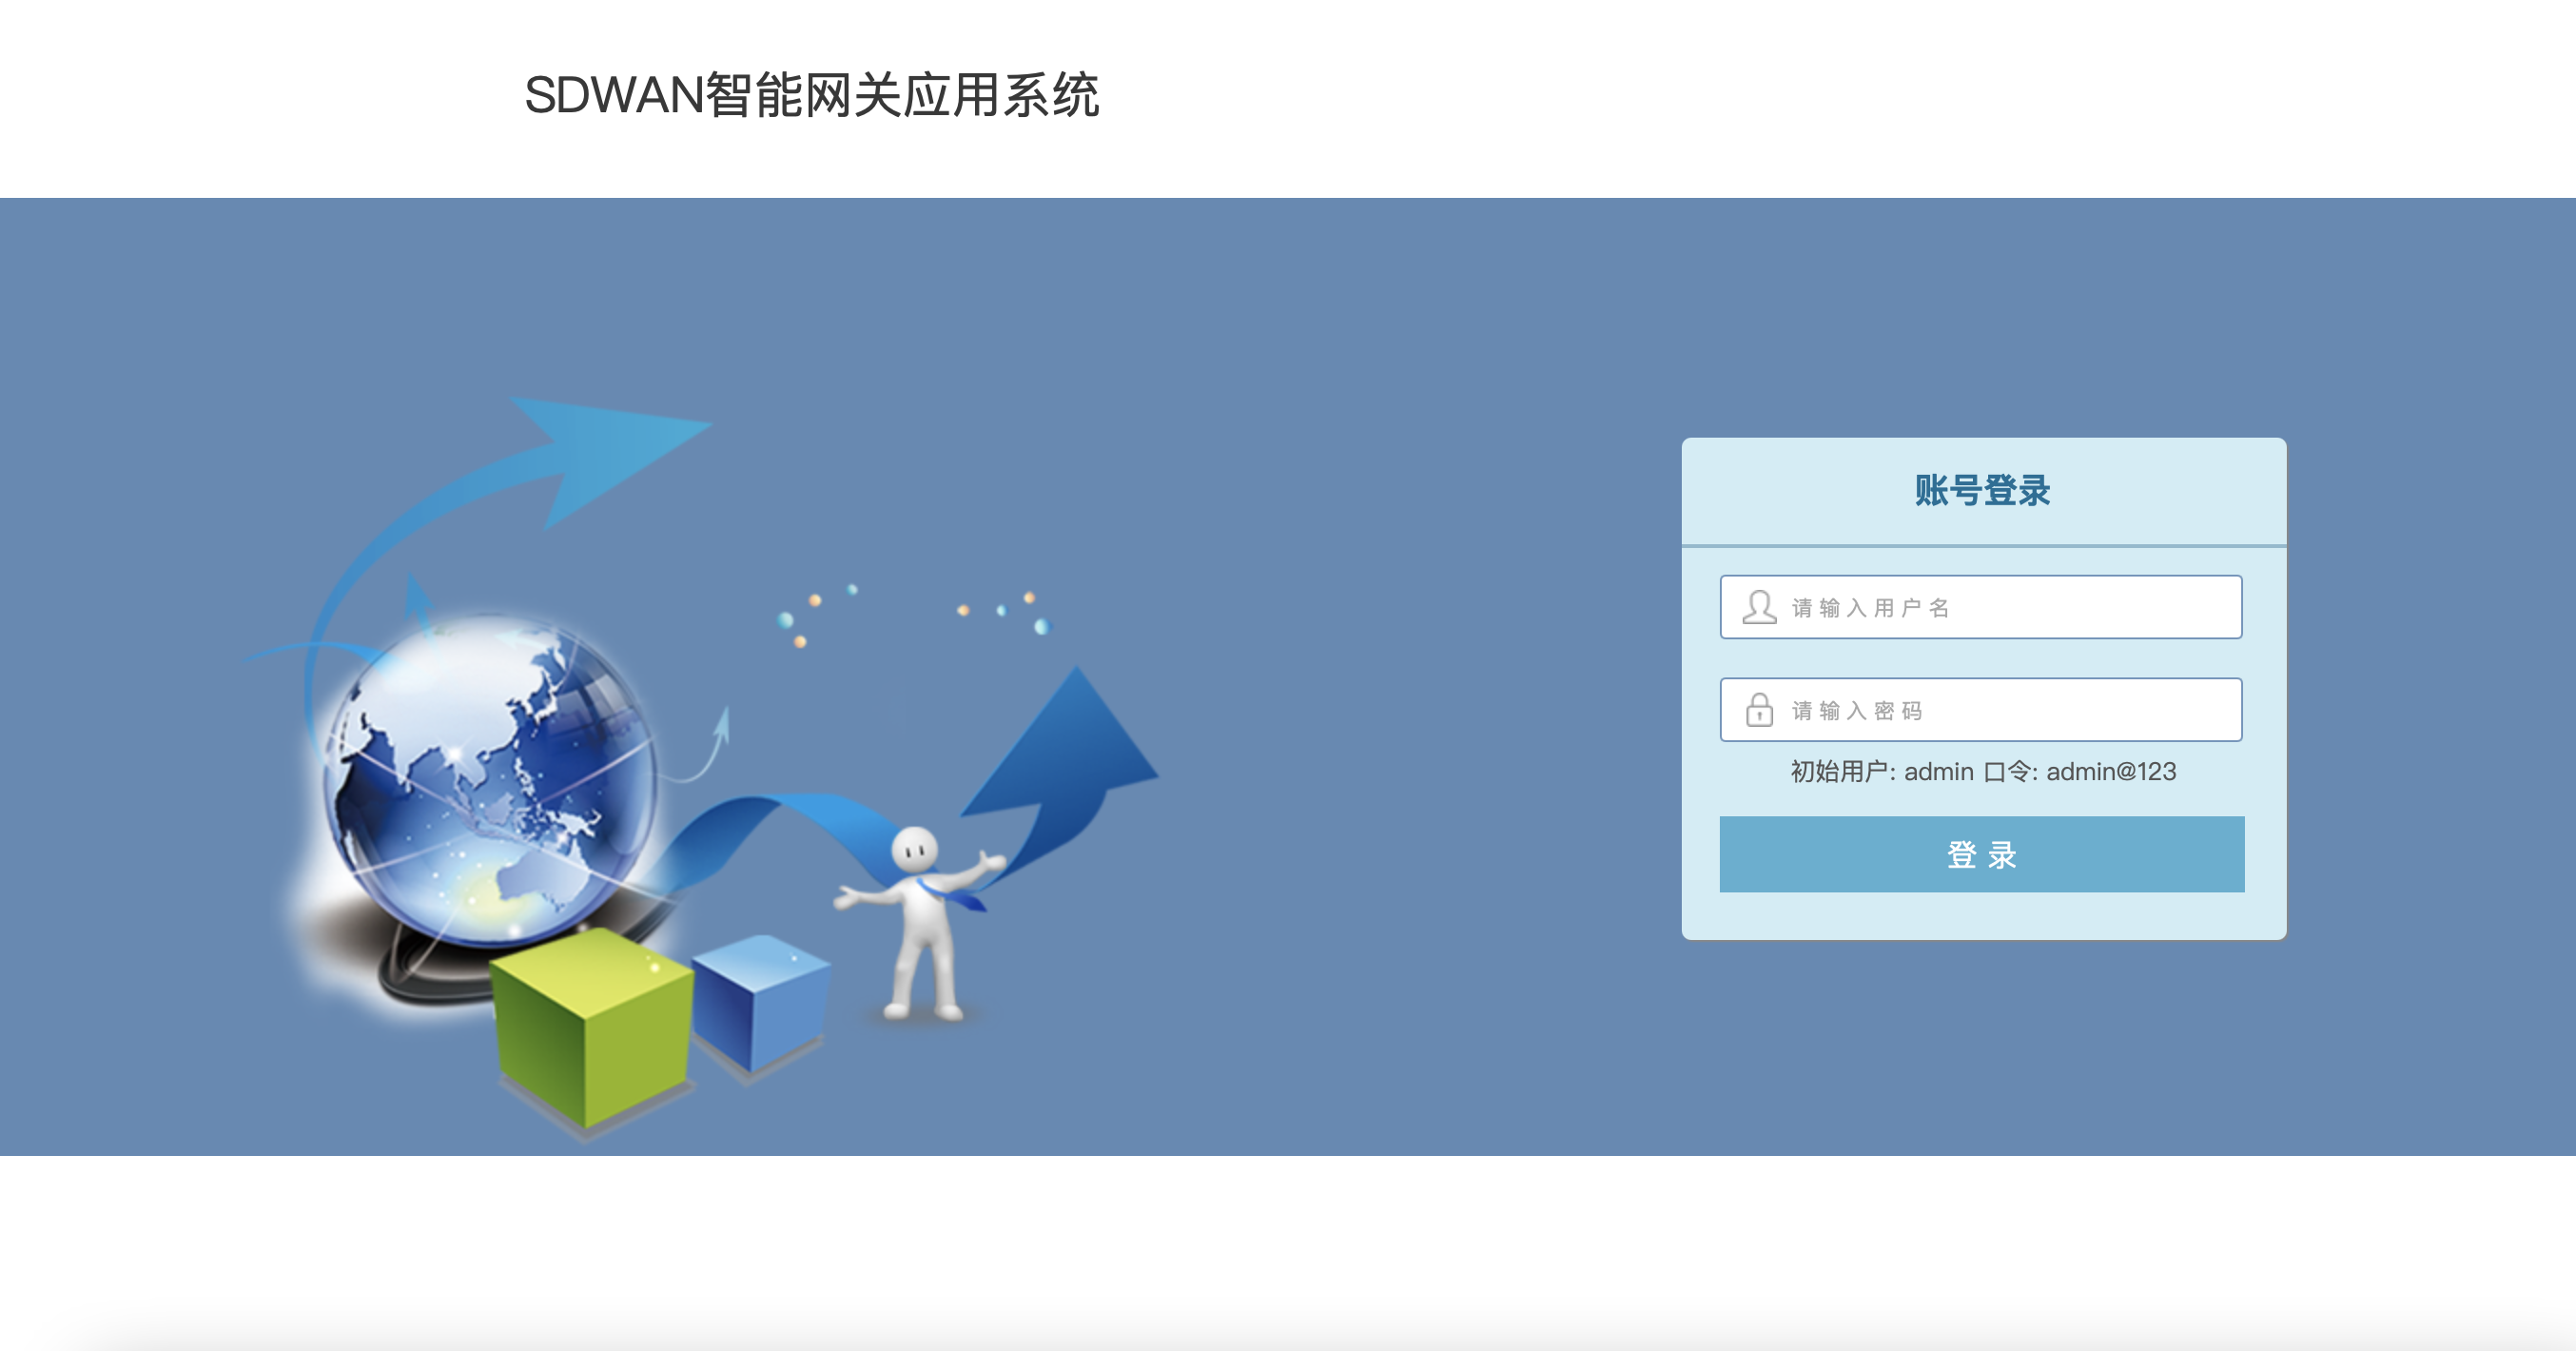 SDWAN智能网关应用系统
账号登录
请输入用户名
请输入密码
初始用户: admin 口令: admin@123
登录